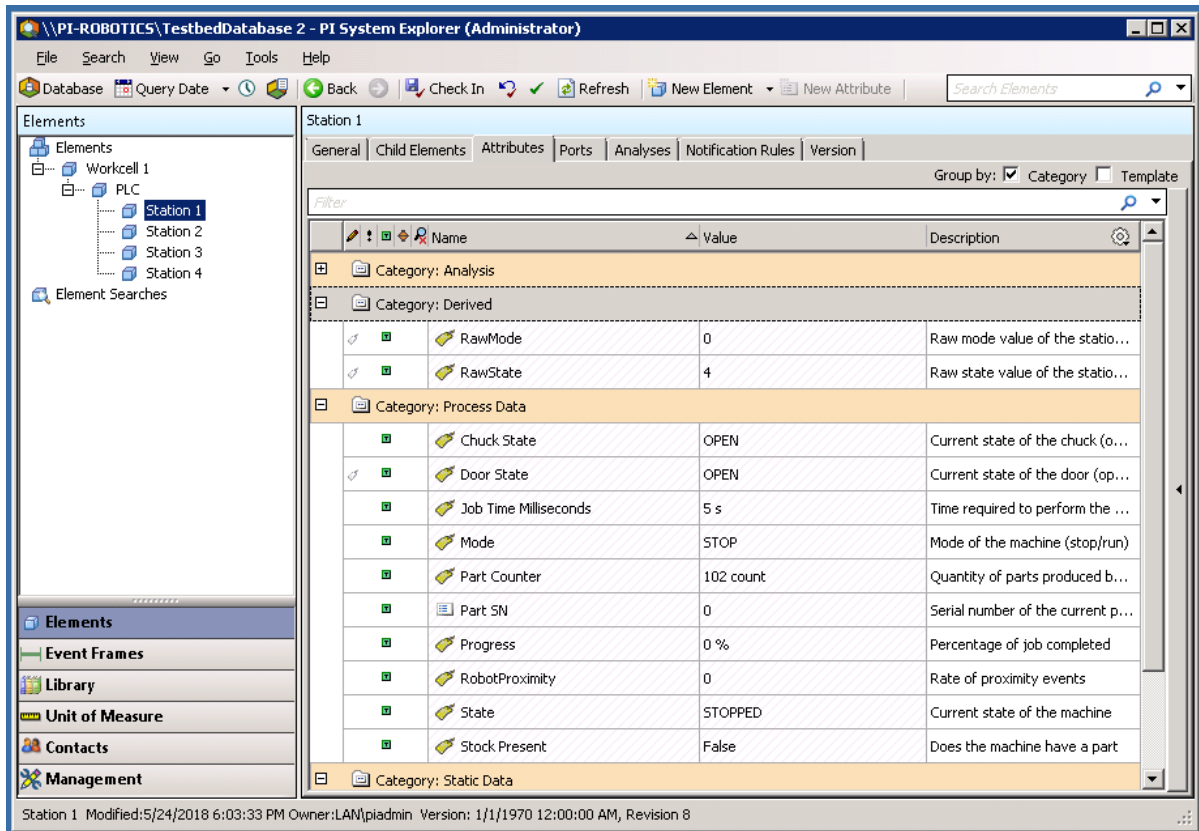 \\PI-ROBOTICS\TestbedDatabase 2 - PI System Explorer (Administrator)
File Search View Go Tools Help
Database Query Date Back Check In Refresh New Element New Attribute Search Elements
Elements
Elements
Workcell 1
PLC
Station 1
Station 2
Station 3
Station 4
Element Searches
Elements
Event Frames
Library
Unit of Measure
Contacts
Management
Station 1
General Child Elements Attributes Ports Analyses Notification Rules Version
Group by: Category Template
Filter
Name Value Description
Category: Analysis
Category: Derived
RawMode 0 Raw mode value of the statio...
RawState 4 Raw state value of the statio...
Category: Process Data
Chuck State OPEN Current state of the chuck (o...
Door State OPEN Current state of the door (op...
Job Time Milliseconds 5 s Time required to perform the ...
Mode STOP Mode of the machine (stop/run)
Part Counter 102 count Quantity of parts produced b...
Part SN 0 Serial number of the current p...
Progress 0 % Percentage of job completed
RobotProximity 0 Rate of proximity events
State STOPPED Current state of the machine
Stock Present False Does the machine have a part
Category: Static Data
Station 1 Modified:5/24/2018 6:03:33 PM Owner:LAN\piadmin Version: 1/1/1970 12:00:00 AM, Revision 8